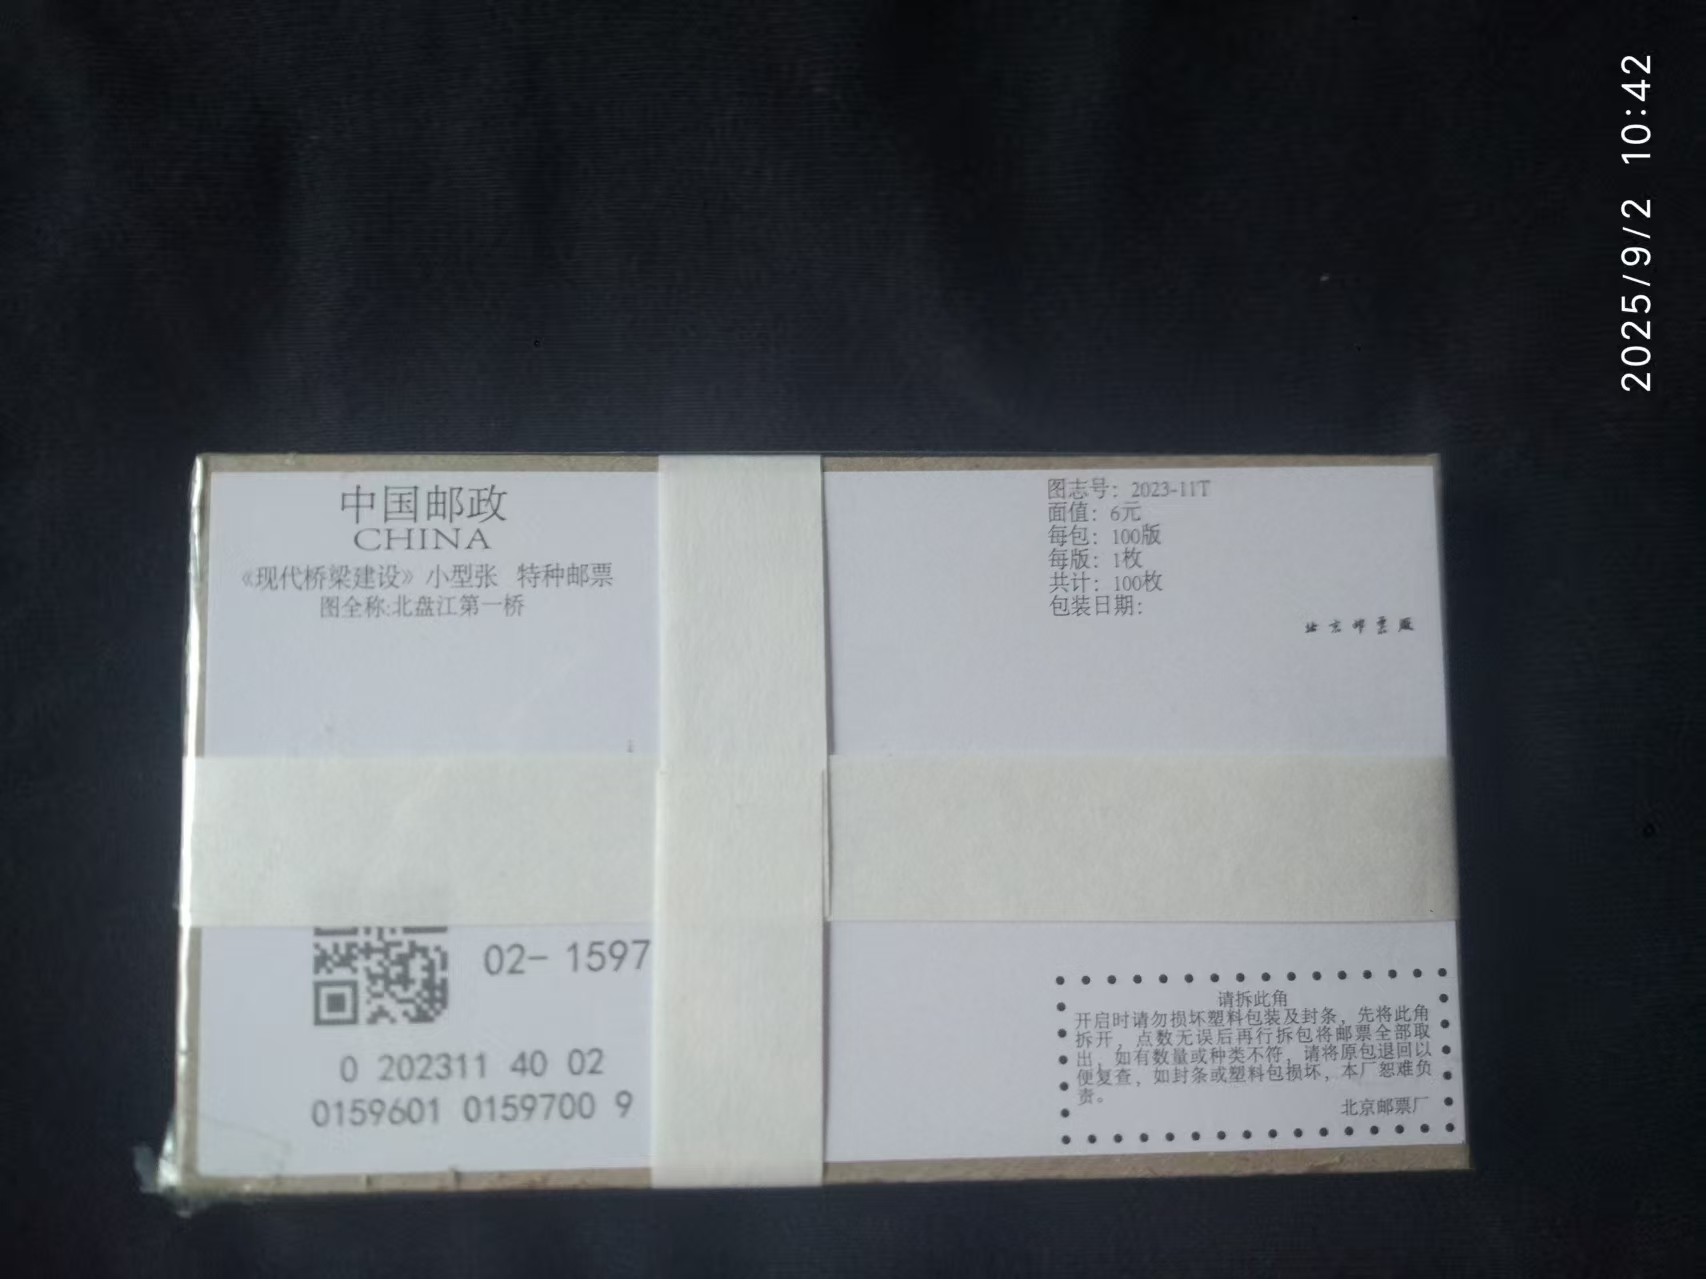 中国邮政
CHINA
《现代桥梁建设》小型张 特种邮票
图全称:北盘江第一桥
图志号：2023-11T
面值：6元
每包：100版
每版：1枚
共计：100枚
包装日期：
北京邮票厂
02- 1597
0 202311 40 02
0159601 0159700 9
请拆此角
开启时请勿损坏塑料包装及封条，先将此角
拆开，点数无误后再行拆包将邮票全部取
出，如有数量或种类不符，请将原包退回以
便复查，如封条或塑料包损坏，本厂恕难负
责。
北京邮票厂
2025/9/2 10:42